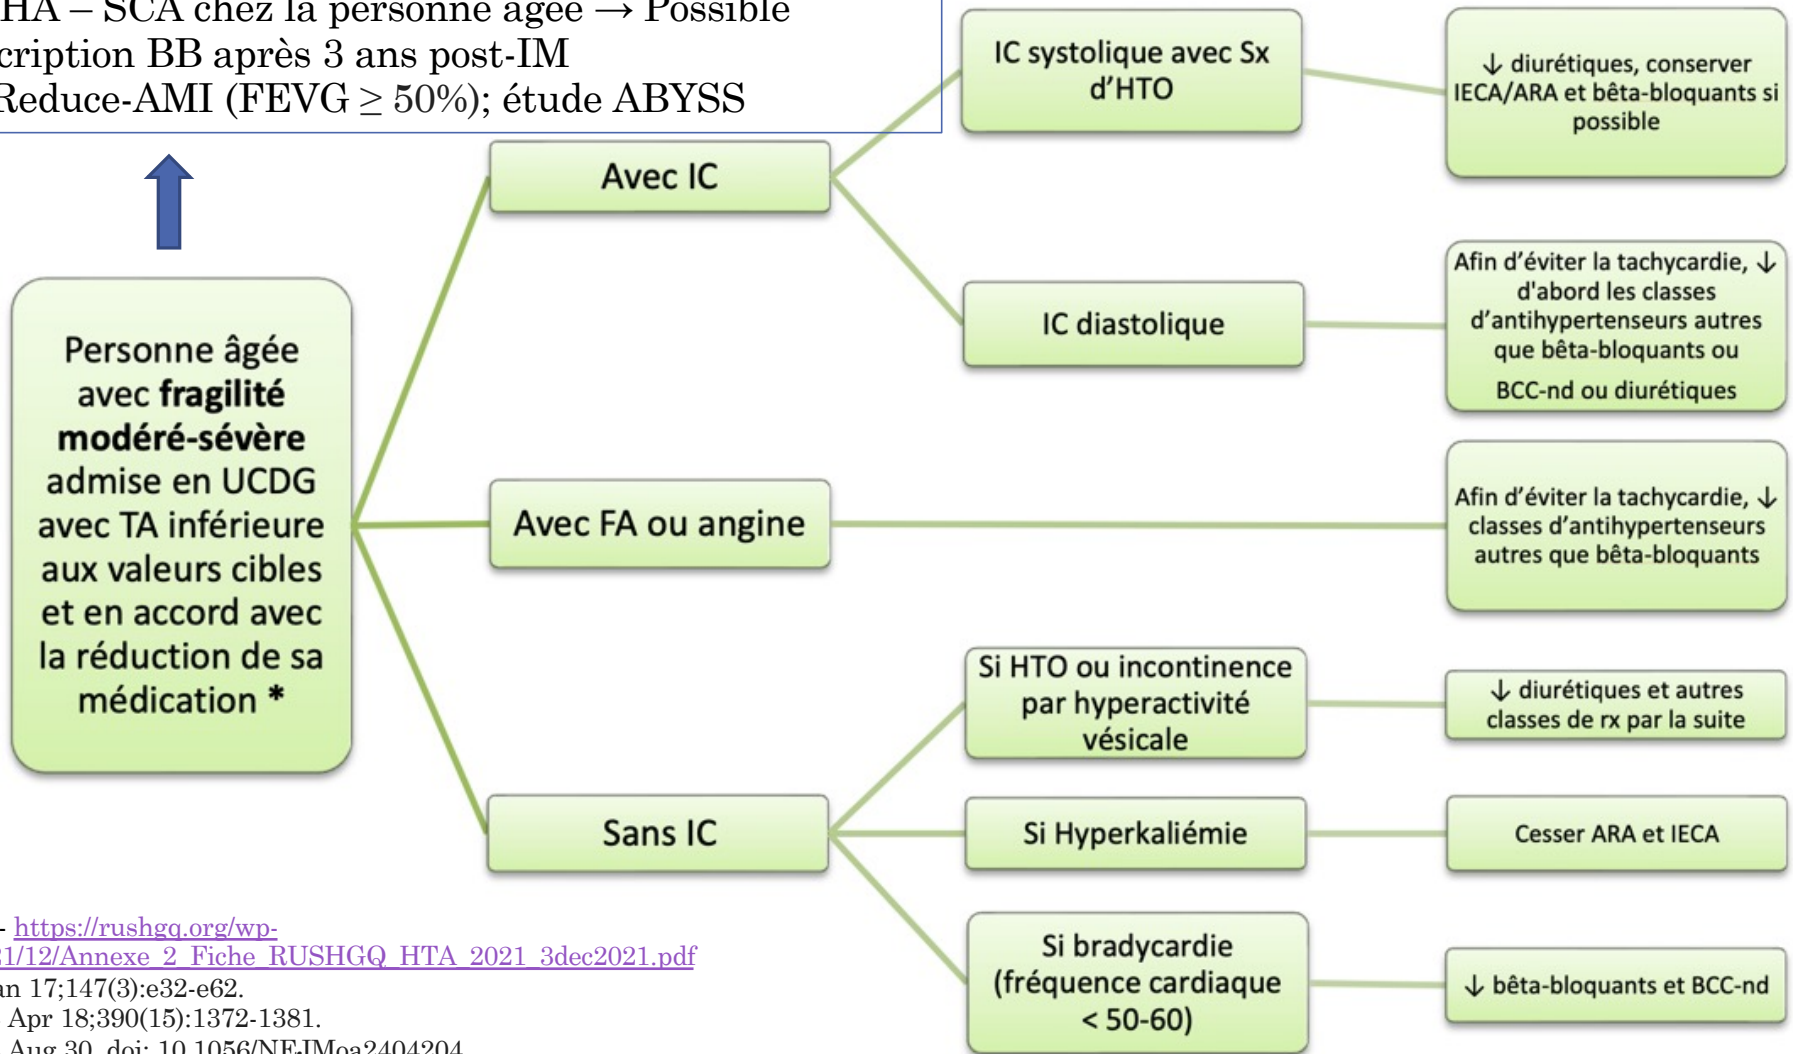 HA – SCA chez la personne âgée → Possible
cription BB après 3 ans post-IM
Reduce-AMI (FEVG ≥ 50%); étude ABYSS
Personne âgée
avec fragilité
modéré-sévère
admise en UCDG
avec TA inférieure
aux valeurs cibles
et en accord avec
la réduction de sa
médication *
Avec IC
IC systolique avec Sx
d’HTO
↓ diurétiques, conserver
IECA/ARA et bêta-bloquants si
possible
IC diastolique
Afin d’éviter la tachycardie, ↓
d'abord les classes
d’antihypertenseurs autres
que bêta-bloquants ou
BCC-nd ou diurétiques
Avec FA ou angine
Afin d’éviter la tachycardie, ↓
classes d’antihypertenseurs
autres que bêta-bloquants
Sans IC
Si HTO ou incontinence
par hyperactivité
vésicale
↓ diurétiques et autres
classes de rx par la suite
Si Hyperkaliémie
Cesser ARA et IECA
Si bradycardie
(fréquence cardiaque
< 50-60)
↓ bêta-bloquants et BCC-nd
- https://rushgq.org/wp-
21/12/Annexe_2_Fiche_RUSHGQ_HTA_2021_3dec2021.pdf
an 17;147(3):e32-e62.
Apr 18;390(15):1372-1381.
Aug 30. doi: 10.1056/NEJMoa2404204